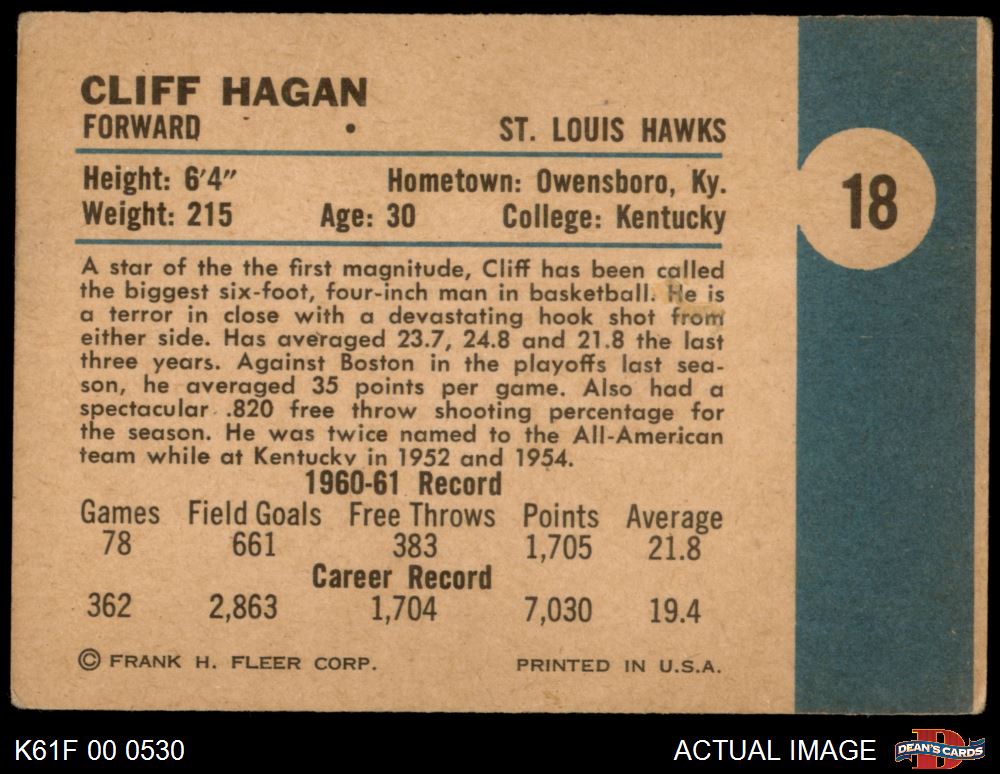 CLIFF HAGAN
FORWARD • ST. LOUIS HAWKS
Height: 6'4" Hometown: Owensboro, Ky.
Weight: 215 Age: 30 College: Kentucky
18
A star of the the first magnitude, Cliff has been called
the biggest six-foot, four-inch man in basketball. He is
a terror in close with a devastating hook shot from
either side. Has averaged 23.7, 24.8 and 21.8 the last
three years. Against Boston in the playoffs last sea-
son, he averaged 35 points per game. Also had a
spectacular .820 free throw shooting percentage for
the season. He was twice named to the All-American
team while at Kentucky in 1952 and 1954.
1960-61 Record
Games Field Goals Free Throws Points Average
78 661 383 1,705 21.8
Career Record
362 2,863 1,704 7,030 19.4
© FRANK H. FLEER CORP. PRINTED IN U.S.A.
K61F 00 0530 ACTUAL IMAGE DEAN'S CARDS